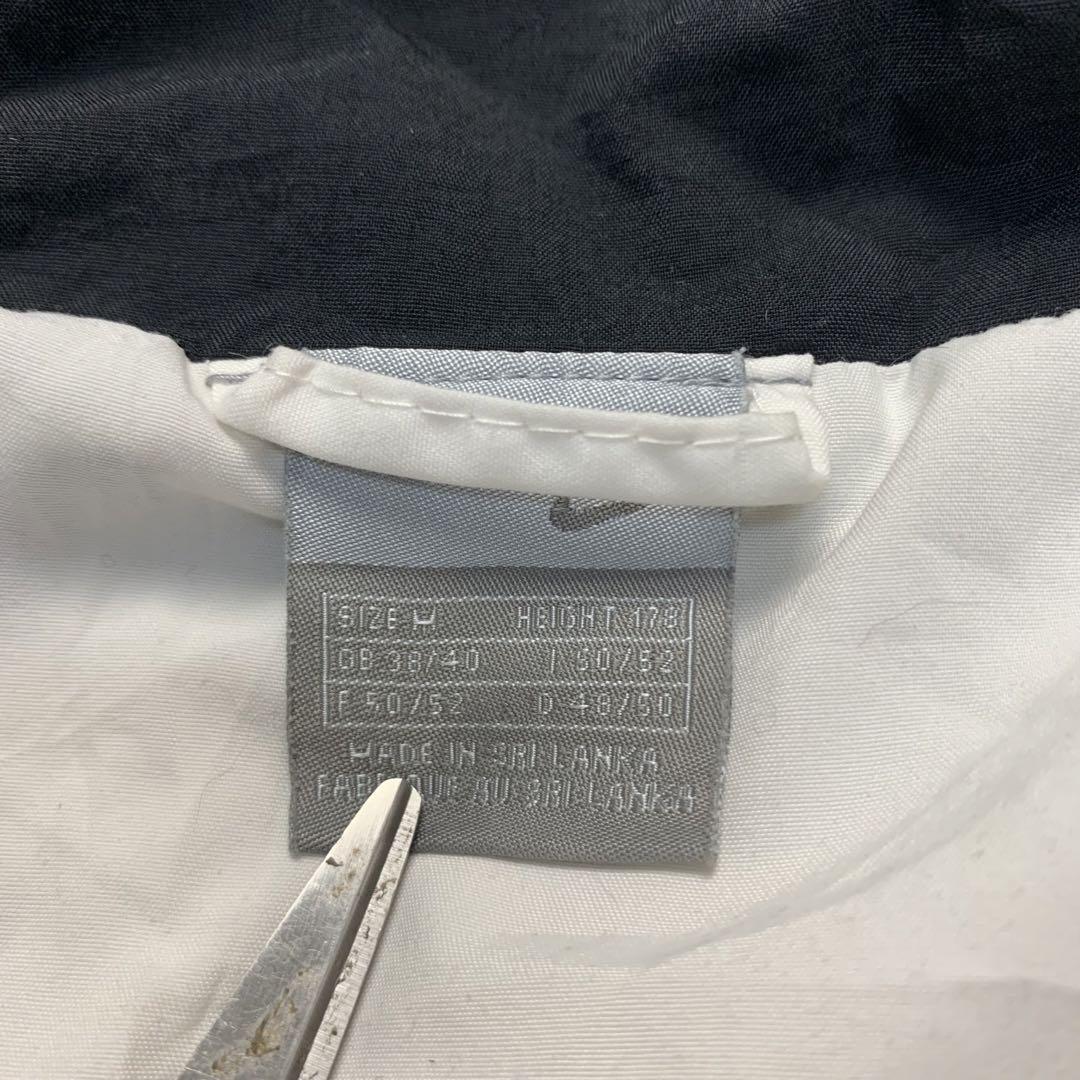 SIZE M HEIGHT 178
GB 38/40 I 50/52
F 50/52 D 48/50
MADE IN SRI LANKA
FABRIQUE AU SRI LANKA